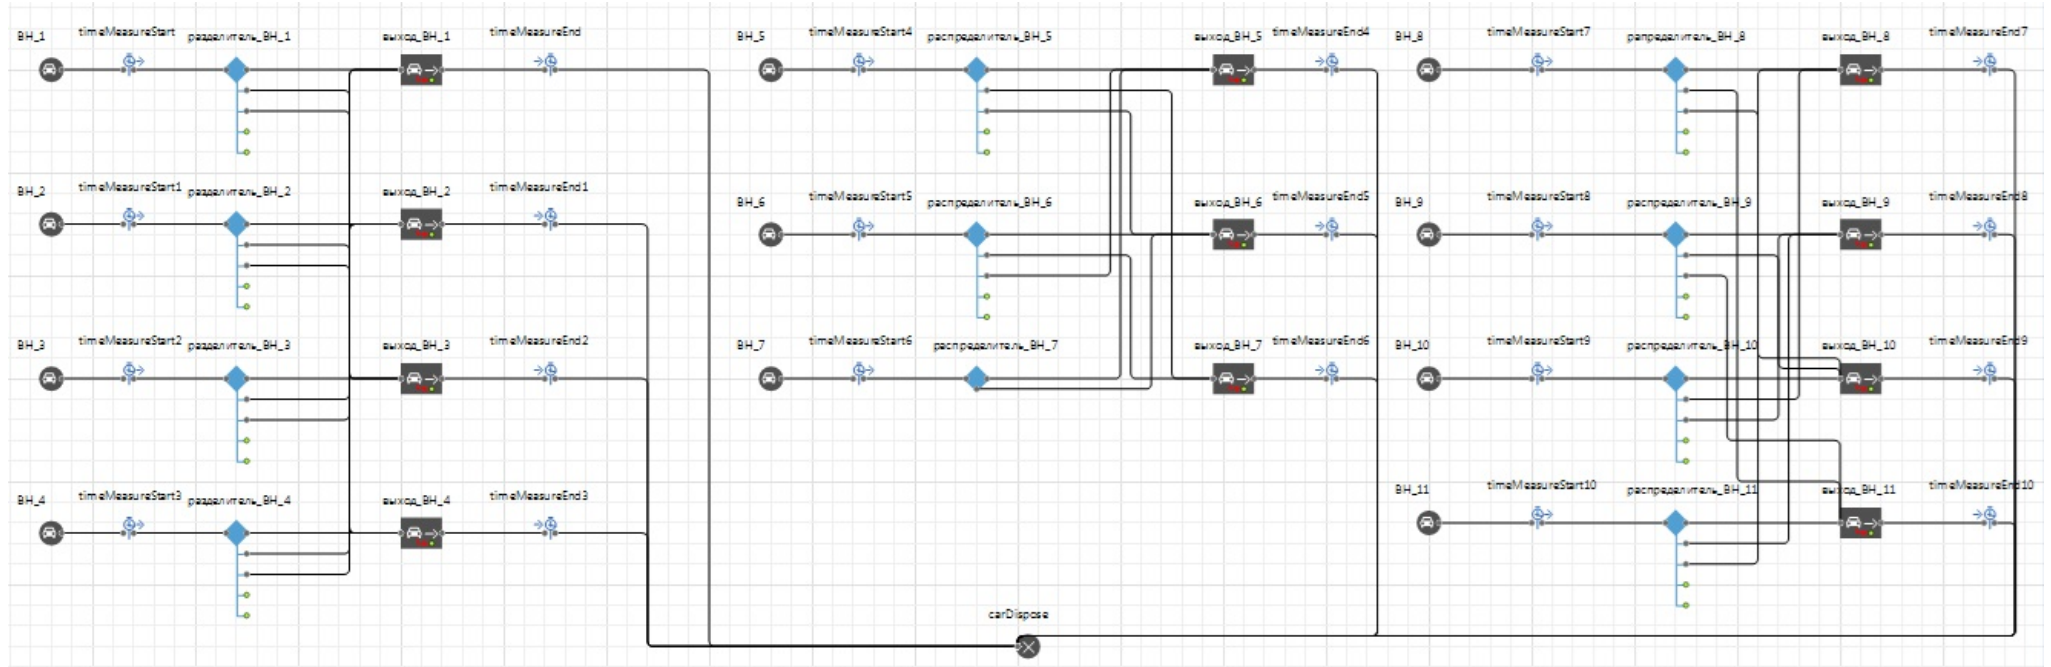 ВН_1 timeMeasureStart разделитель_ВН_1 выход_ВН_1 timeMeasureEnd
ВН_5 timeMeasureStart4 распределитель_ВН_5 выход_ВН_5 timeMeasureEnd4
ВН_8 timeMeasureStart7 рапределитель_ВН_8 выход_ВН_8 timeMeasureEnd7
ВН_2 timeMeasureStart1 разделитель_ВН_2 выход_ВН_2 timeMeasureEnd1
ВН_6 timeMeasureStart5 распределитель_ВН_6 выход_ВН_6 timeMeasureEnd5
ВН_9 timeMeasureStart8 распределитель_ВН_9 выход_ВН_9 timeMeasureEnd8
ВН_3 timeMeasureStart2 разделитель_ВН_3 выход_ВН_3 timeMeasureEnd2
ВН_7 timeMeasureStart6 распределитель_ВН_7 выход_ВН_7 timeMeasureEnd6
ВН_10 timeMeasureStart9 распределитель_ВН_10 выход_ВН_10 timeMeasureEnd9
ВН_4 timeMeasureStart3 разделитель_ВН_4 выход_ВН_4 timeMeasureEnd3
ВН_11 timeMeasureStart10 распределитель_ВН_11 выход_ВН_11 timeMeasureEnd10
carDispose